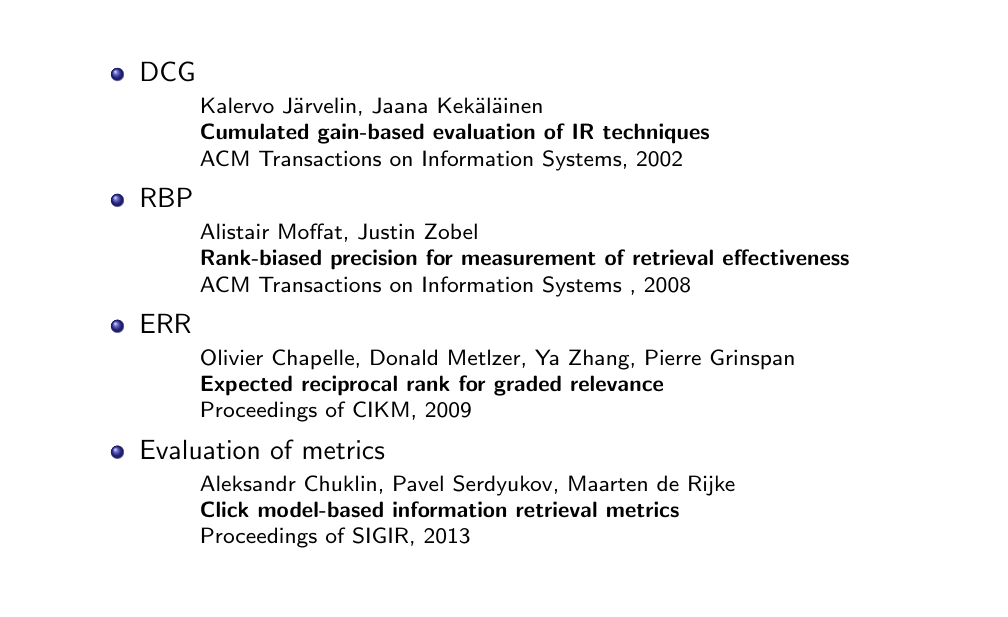 DCG
Kalervo Järvelin, Jaana Kekäläinen
Cumulated gain-based evaluation of IR techniques
ACM Transactions on Information Systems, 2002
RBP
Alistair Moffat, Justin Zobel
Rank-biased precision for measurement of retrieval effectiveness
ACM Transactions on Information Systems , 2008
ERR
Olivier Chapelle, Donald Metlzer, Ya Zhang, Pierre Grinspan
Expected reciprocal rank for graded relevance
Proceedings of CIKM, 2009
Evaluation of metrics
Aleksandr Chuklin, Pavel Serdyukov, Maarten de Rijke
Click model-based information retrieval metrics
Proceedings of SIGIR, 2013